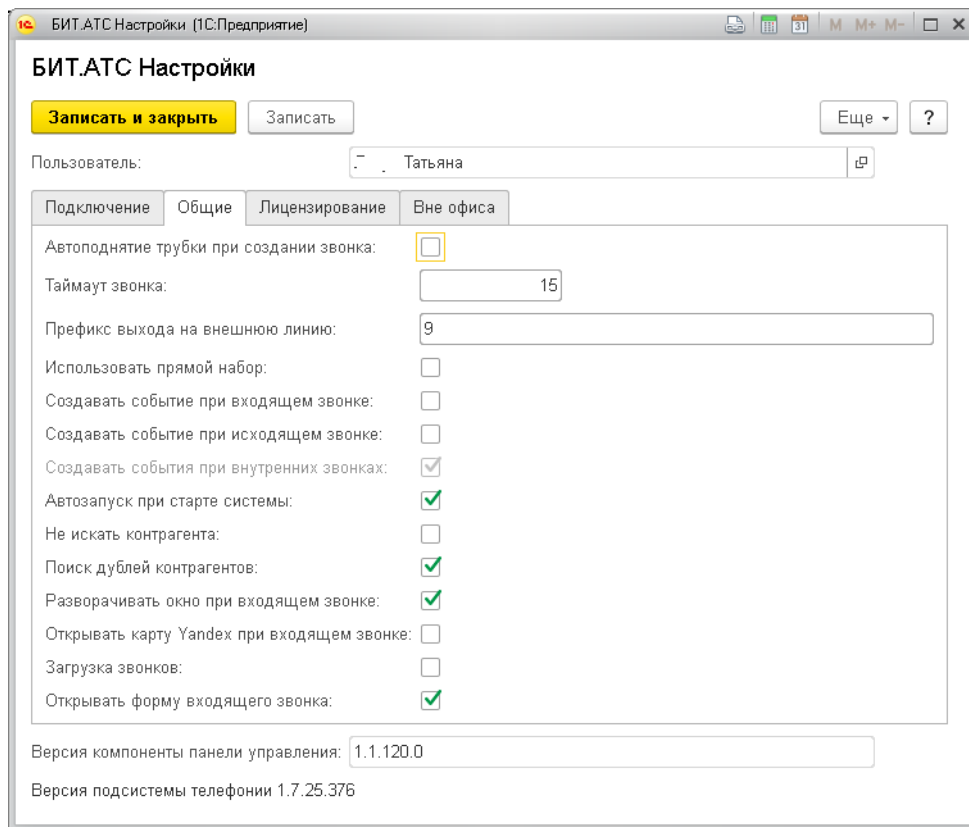 1С БИТ.АТС Настройки (1С:Предприятие) 31 M M+ M-
БИТ.АТС Настройки
Записать и закрыть Записать Еще ?
Пользователь: Татьяна
Подключение Общие Лицензирование Вне офиса
Автоподнятие трубки при создании звонка:
Таймаут звонка: 15
Префикс выхода на внешнюю линию: 9
Использовать прямой набор:
Создавать событие при входящем звонке:
Создавать событие при исходящем звонке:
Создавать события при внутренних звонках:
Автозапуск при старте системы:
Не искать контрагента:
Поиск дублей контрагентов:
Разворачивать окно при входящем звонке:
Открывать карту Yandex при входящем звонке:
Загрузка звонков:
Открывать форму входящего звонка:
Версия компоненты панели управления: 1.1.120.0
Версия подсистемы телефонии 1.7.25.376